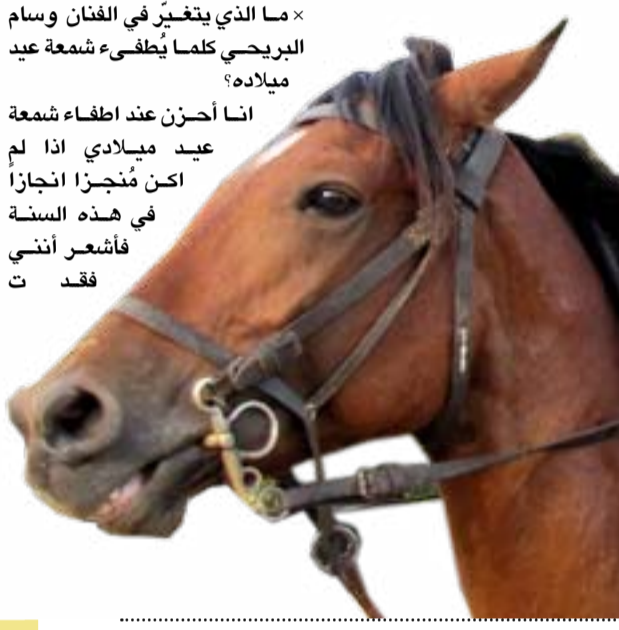 × ما الذي يتغيّر في الفنان وسام
البريحي كلما يُطفىء شمعة عيد
ميلاده؟
انا أحزن عند اطفاء شمعة
عيد ميلادي اذا لم
اكن مُنجزا انجازاً
في هذه السنة
فأشعر أنني
فقد ت